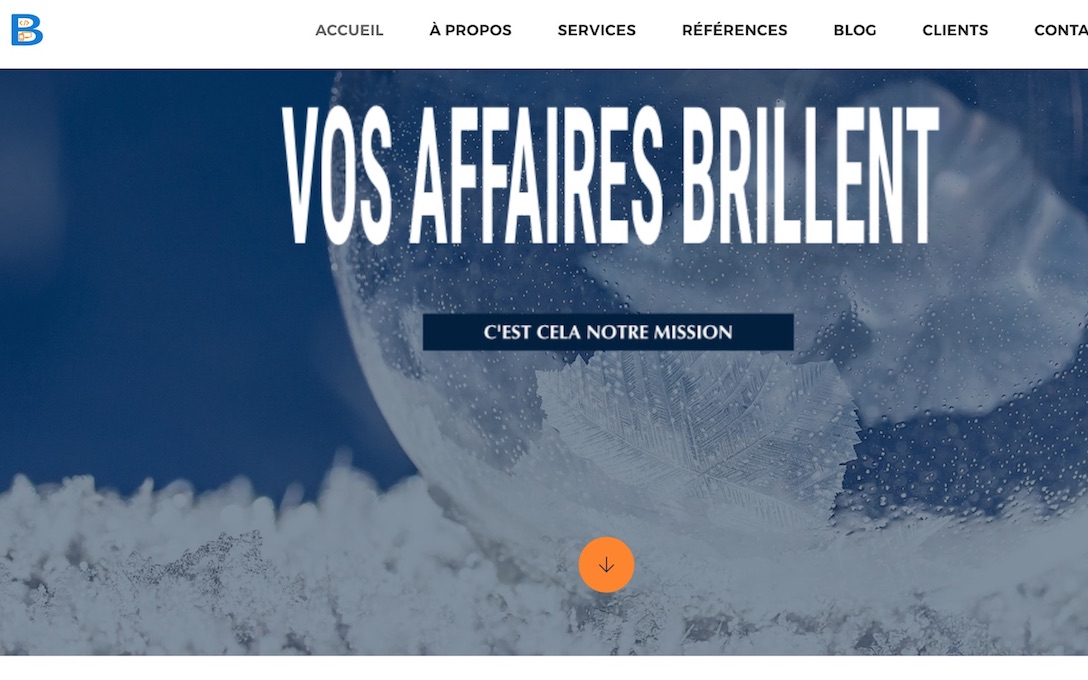 B
ACCUEIL À PROPOS SERVICES RÉFÉRENCES BLOG CLIENTS CONTA
VOS AFFAIRES BRILLENT
C'EST CELA NOTRE MISSION